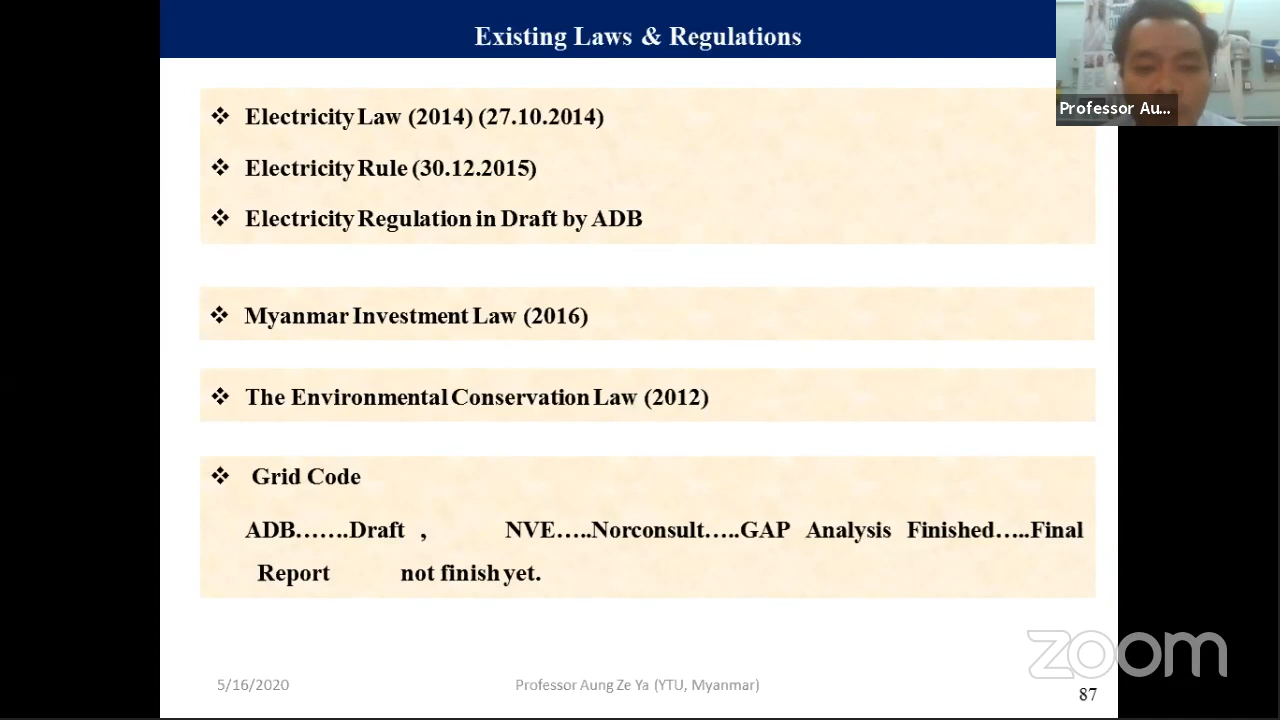 Existing Laws & Regulations
Professor Au...
❖ Electricity Law (2014) (27.10.2014)
❖ Electricity Rule (30.12.2015)
❖ Electricity Regulation in Draft by ADB
❖ Myanmar Investment Law (2016)
❖ The Environmental Conservation Law (2012)
❖ Grid Code
ADB…….Draft , NVE…..Norconsult…..GAP Analysis Finished…..Final
Report not finish yet.
zoom
5/16/2020 Professor Aung Ze Ya (YTU, Myanmar) 87